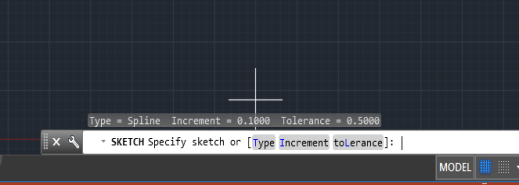 Type = Spline  Increment = 0.1000  Tolerance = 0.5000
SKETCH Specify sketch or [Type Increment toLerance]:
MODEL